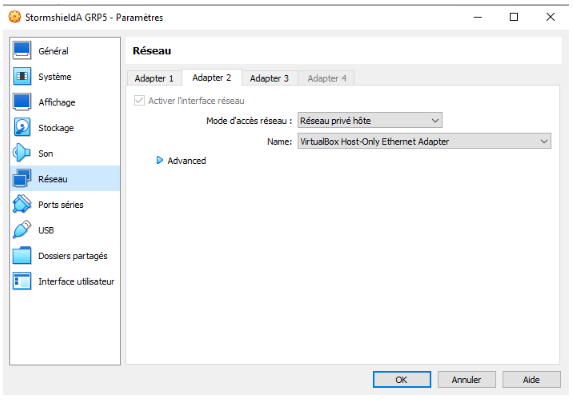 StormshieldA GRP5 - Paramètres
Général
Système
Affichage
Stockage
Son
Réseau
Ports séries
USB
Dossiers partagés
Interface utilisateur
Réseau
Adapter 1 Adapter 2 Adapter 3 Adapter 4
Activer l'interface réseau
Mode d'accès réseau : Réseau privé hôte
Name: VirtualBox Host-Only Ethernet Adapter
Advanced
OK Annuler Aide